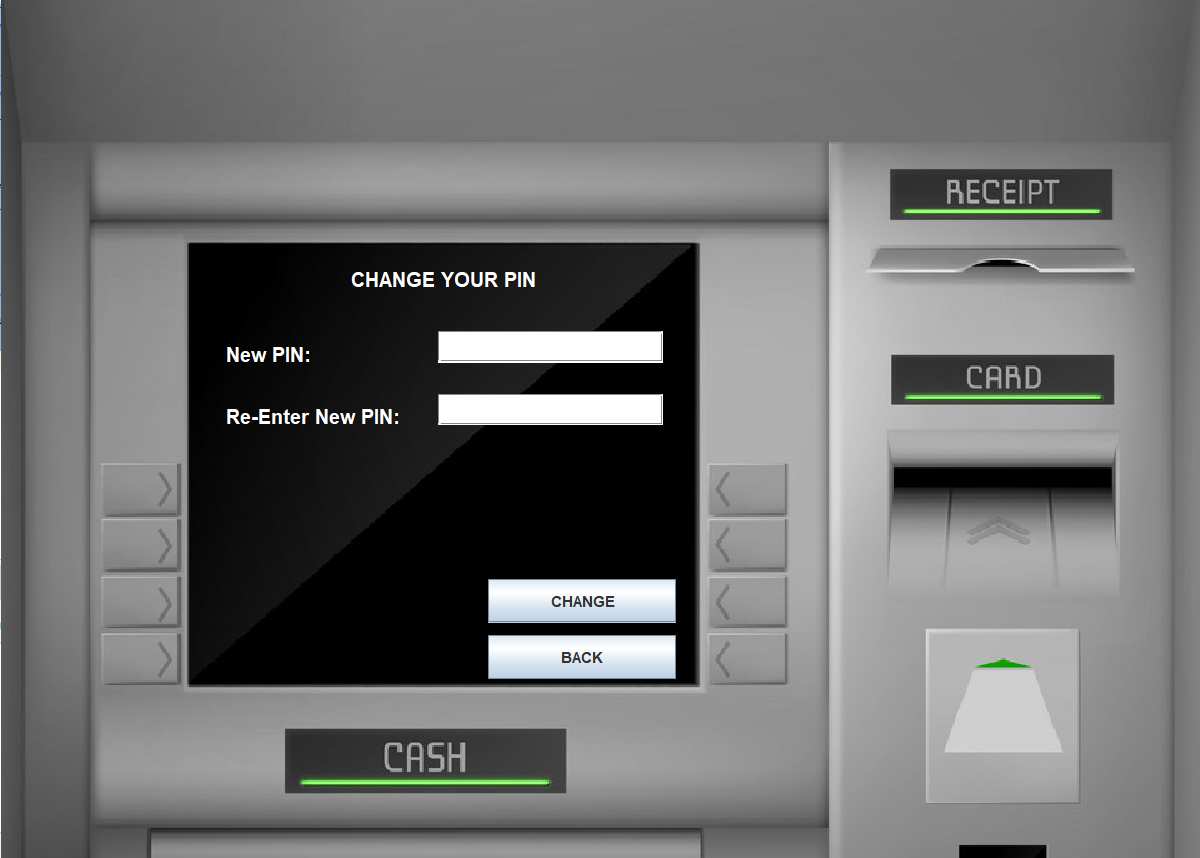 RECEIPT
CHANGE YOUR PIN
New PIN:
CARD
Re-Enter New PIN:
CHANGE
BACK
CASH